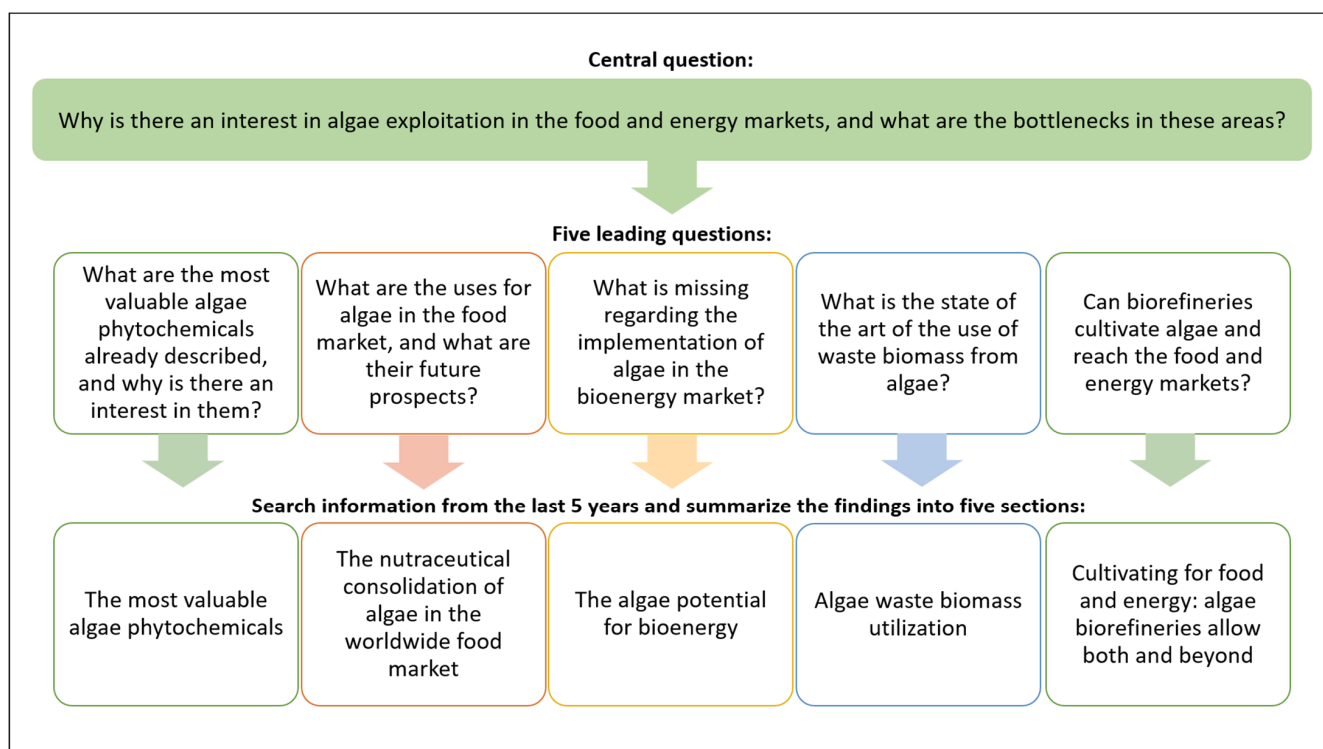 Central question:
Why is there an interest in algae exploitation in the food and energy markets, and what are the bottlenecks in these areas?
Five leading questions:
What are the most
valuable algae
phytochemicals
already described,
and why is there an
interest in them?
What are the uses for
algae in the food
market, and what are
their future
prospects?
What is missing
regarding the
implementation of
algae in the
bioenergy market?
What is the state of
the art of the use of
waste biomass from
algae?
Can biorefineries
cultivate algae and
reach the food and
energy markets?
Search information from the last 5 years and summarize the findings into five sections:
The most valuable
algae phytochemicals
The nutraceutical
consolidation of
algae in the
worldwide food
market
The algae potential
for bioenergy
Algae waste biomass
utilization
Cultivating for food
and energy: algae
biorefineries allow
both and beyond